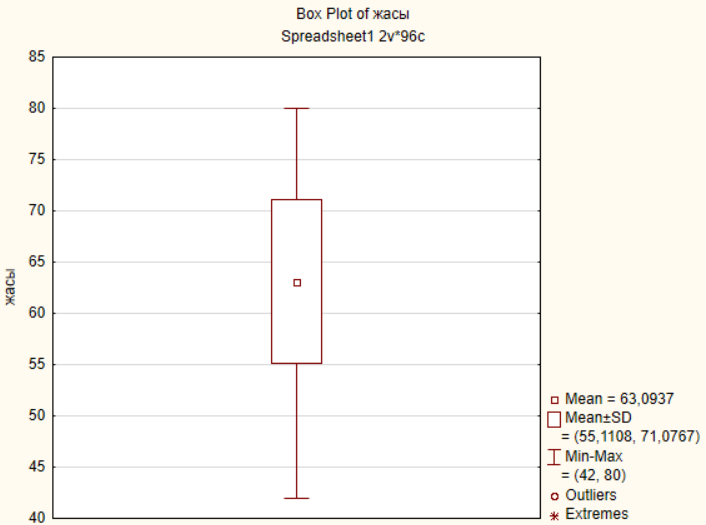 Box Plot of жасы
Spreadsheet1 2v*96c
85
80
75
70
65
60
55
50
45
40
жасы
Mean = 63,0937
Mean±SD
= (55,1108, 71,0767)
Min-Max
= (42, 80)
Outliers
Extremes